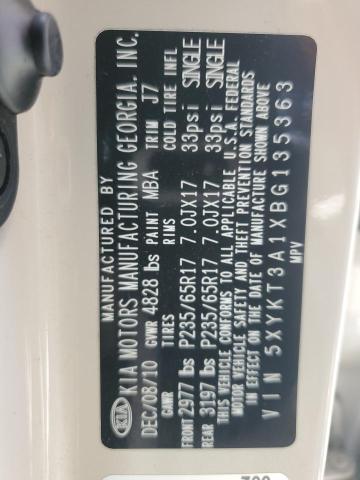 MANUFACTURED BY
KIA KIA MOTORS MANUFACTURING GEORGIA, INC.
DEC/08/10 GVWR 4828 lbs PAINT MBA TRIM J7
TIRES RIMS COLD TIRE INFL
FRONT 2977 lbs P235/65R17 7.0JX17 33psi SINGLE
REAR 3197 lbs P235/65R17 7.0JX17 33psi SINGLE
THIS VEHICLE CONFORMS TO ALL APPLICABLE U.S.A. FEDERAL
MOTOR VEHICLE SAFETY AND THEFT PREVENTION STANDARDS
IN EFFECT ON THE DATE OF MANUFACTURE SHOWN ABOVE
VIN 5XYKT3A1XBG135363
MPV